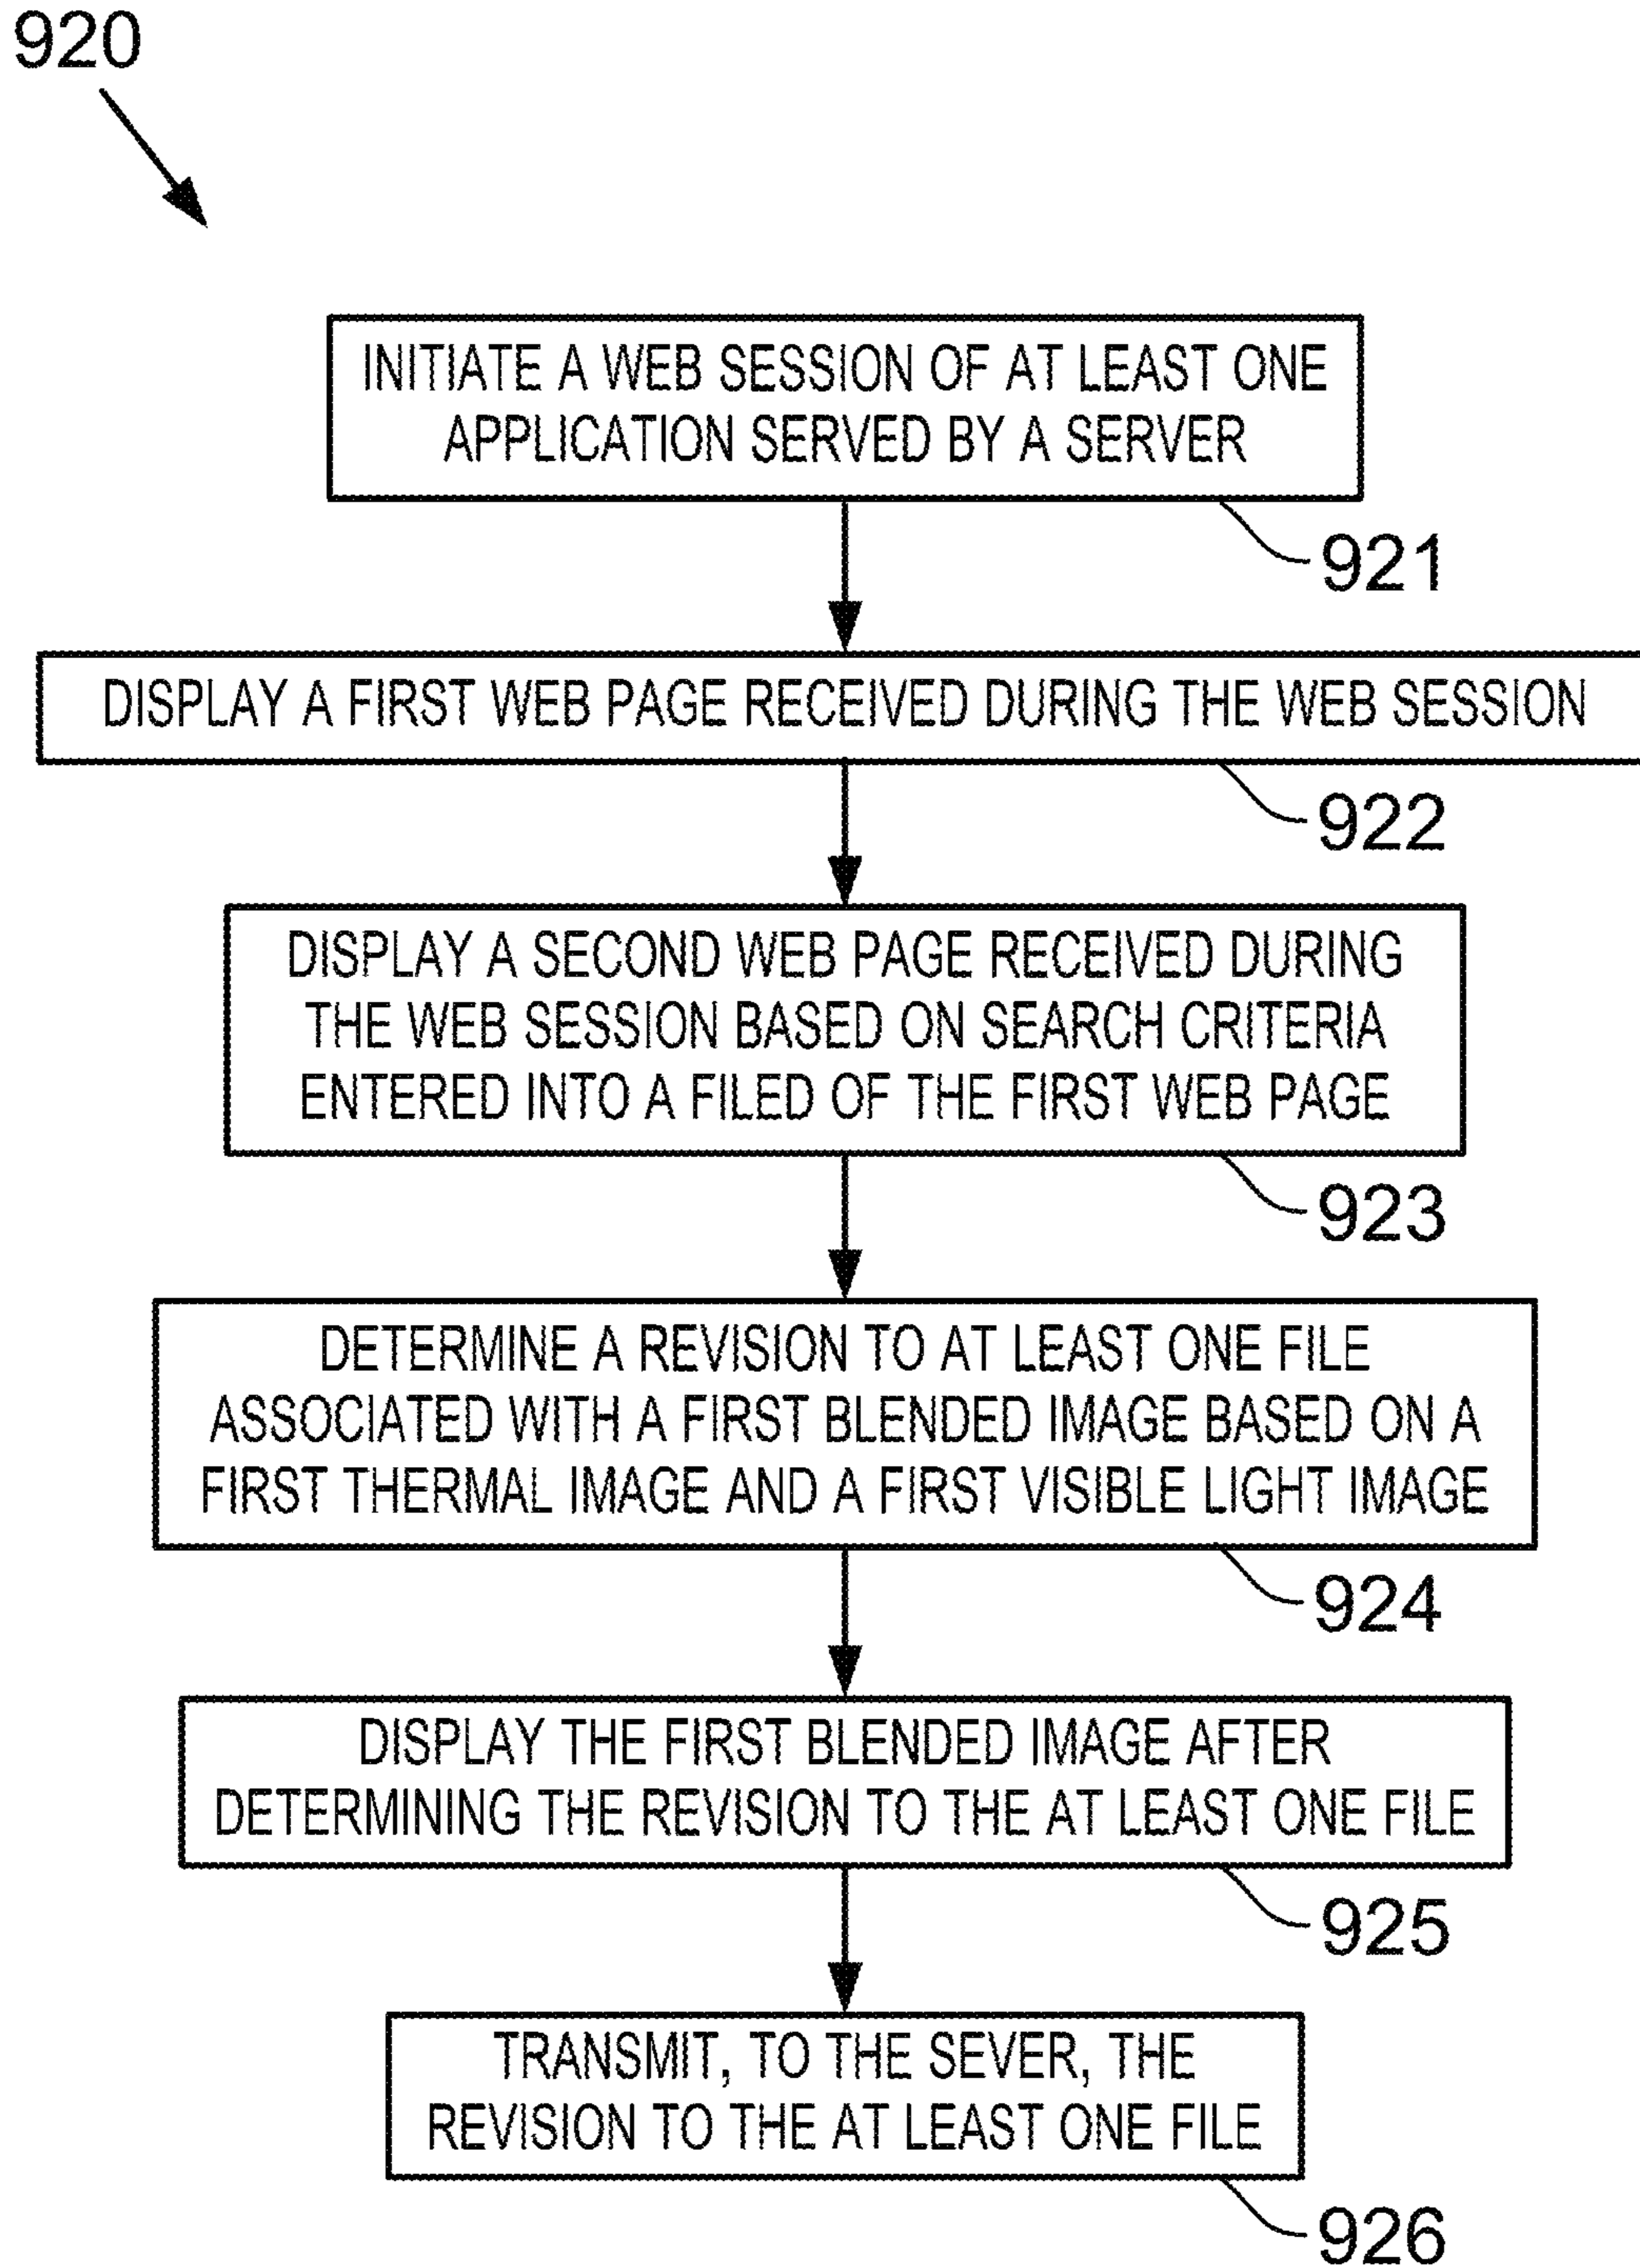 920
INITIATE A WEB SESSION OF AT LEAST ONE
APPLICATION SERVED BY A SERVER
921
DISPLAY A FIRST WEB PAGE RECEIVED DURING THE WEB SESSION
922
DISPLAY A SECOND WEB PAGE RECEIVED DURING
THE WEB SESSION BASED ON SEARCH CRITERIA
ENTERED INTO A FILED OF THE FIRST WEB PAGE
923
DETERMINE A REVISION TO AT LEAST ONE FILE
ASSOCIATED WITH A FIRST BLENDED IMAGE BASED ON A
FIRST THERMAL IMAGE AND A FIRST VISIBLE LIGHT IMAGE
924
DISPLAY THE FIRST BLENDED IMAGE AFTER
DETERMINING THE REVISION TO THE AT LEAST ONE FILE
925
TRANSMIT, TO THE SEVER, THE
REVISION TO THE AT LEAST ONE FILE
926